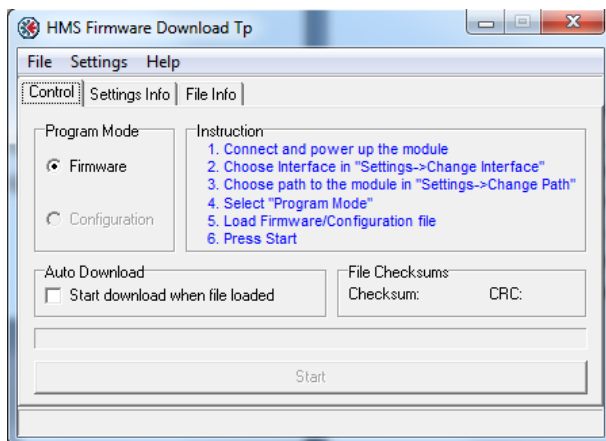 HMS Firmware Download Tp
File Settings Help
Control Settings Info File Info
Program Mode
Firmware
Configuration
Instruction
1. Connect and power up the module
2. Choose Interface in "Settings->Change Interface"
3. Choose path to the module in "Settings->Change Path"
4. Select "Program Mode"
5. Load Firmware/Configuration file
6. Press Start
Auto Download
Start download when file loaded
File Checksums
Checksum: CRC:
Start